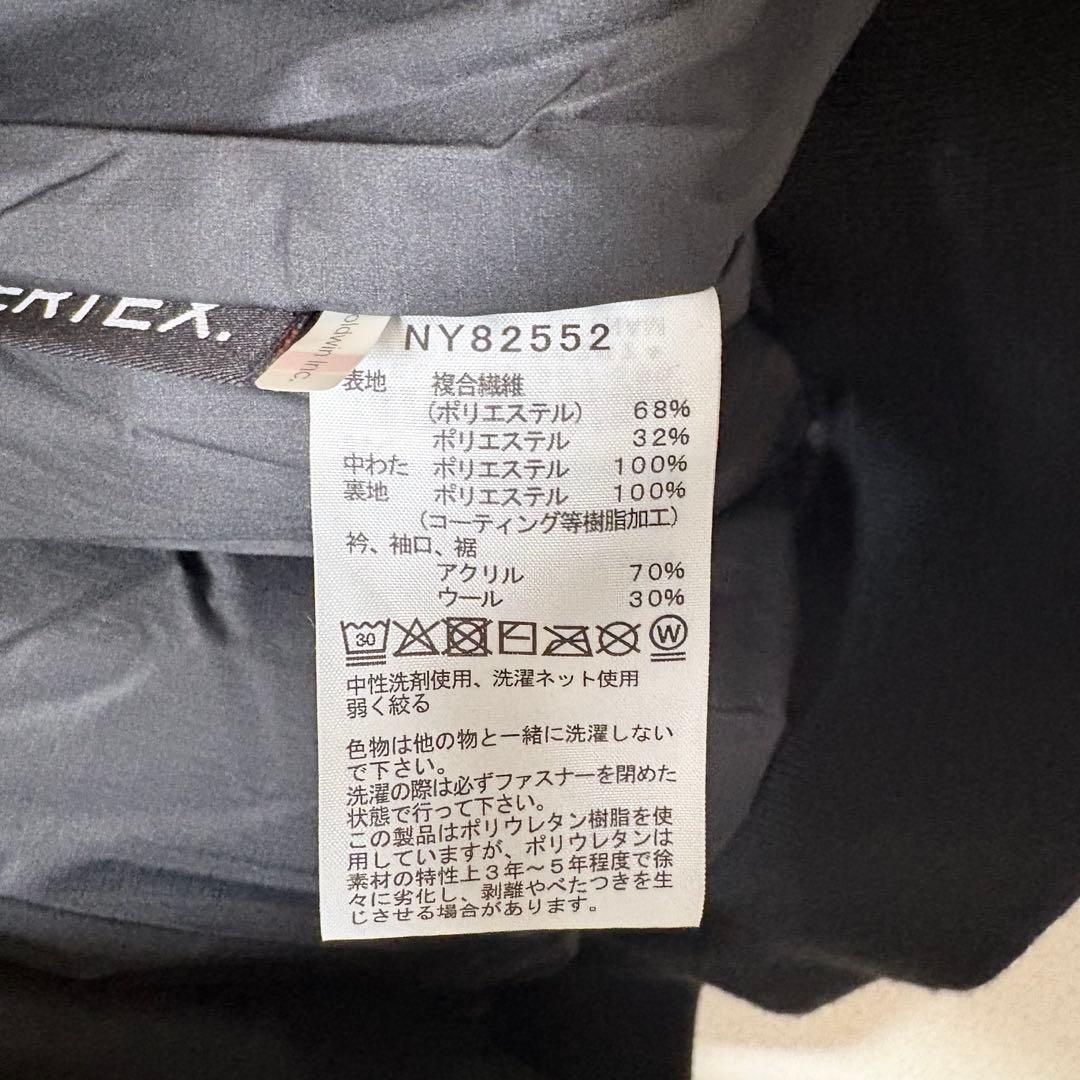 ERTEX.
oldwin Inc.
NY82552
表地 複合繊維
(ポリエステル) 68%
ポリエステル 32%
中わた ポリエステル 100%
裏地 ポリエステル 100%
(コーティング等樹脂加工)
衿、袖口、裾
アクリル 70%
ウール 30%
30 W
中性洗剤使用、洗濯ネット使用
弱く絞る
色物は他の物と一緒に洗濯しない
で下さい。
洗濯の際は必ずファスナーを閉めた
状態で行って下さい。
この製品はポリウレタン樹脂を使
用していますが、ポリウレタンは
素材の特性上3年～5年程度で徐
々に劣化し、剥離やべたつきを生
じさせる場合があります。